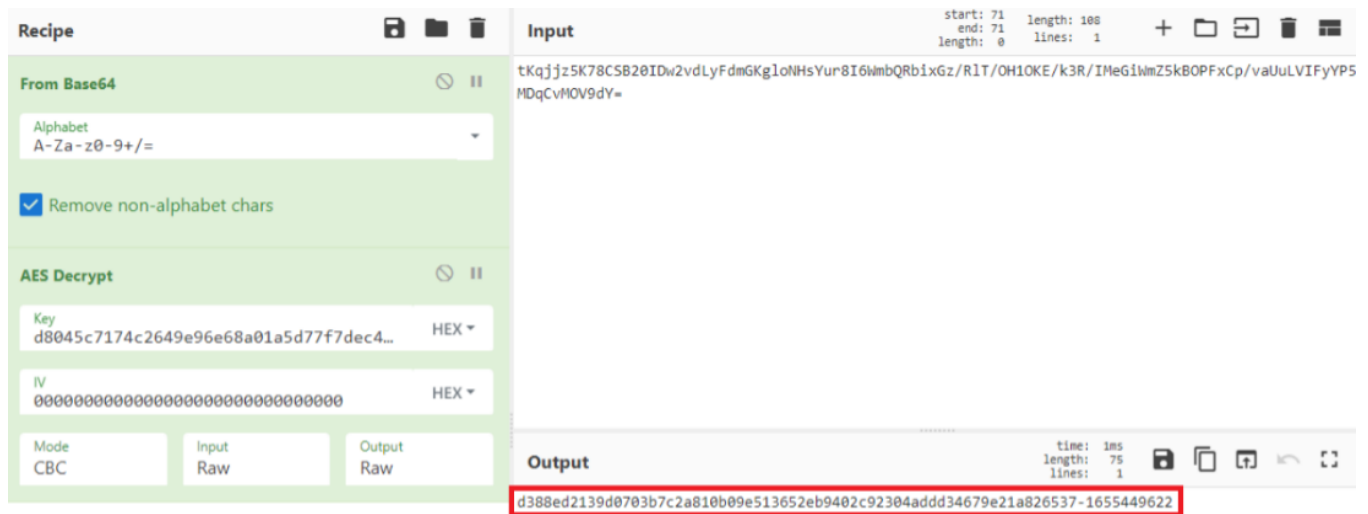 Recipe
From Base64
Alphabet
A-Za-z0-9+/=
Remove non-alphabet chars
AES Decrypt
Key
d8045c7174c2649e96e68a01a5d77f7dec4… HEX
IV
00000000000000000000000000000000 HEX
Mode
CBC
Input
Raw
Output
Raw
Input
start: 71
end: 71
length: 0
length: 108
lines: 1
tKqjjz5K78CSB20IDw2vdLyFdmGKgloNHsYur8I6WmbQRbixGz/RlT/OH1OKE/k3R/IMeGiWmZ5kBOPFxCp/vaUuLVIFyYP5
MDqCvMOV9dY=
Output
time: 1ms
length: 75
lines: 1
d388ed2139d0703b7c2a810b09e513652eb9402c92304addd34679e21a826537-1655449622